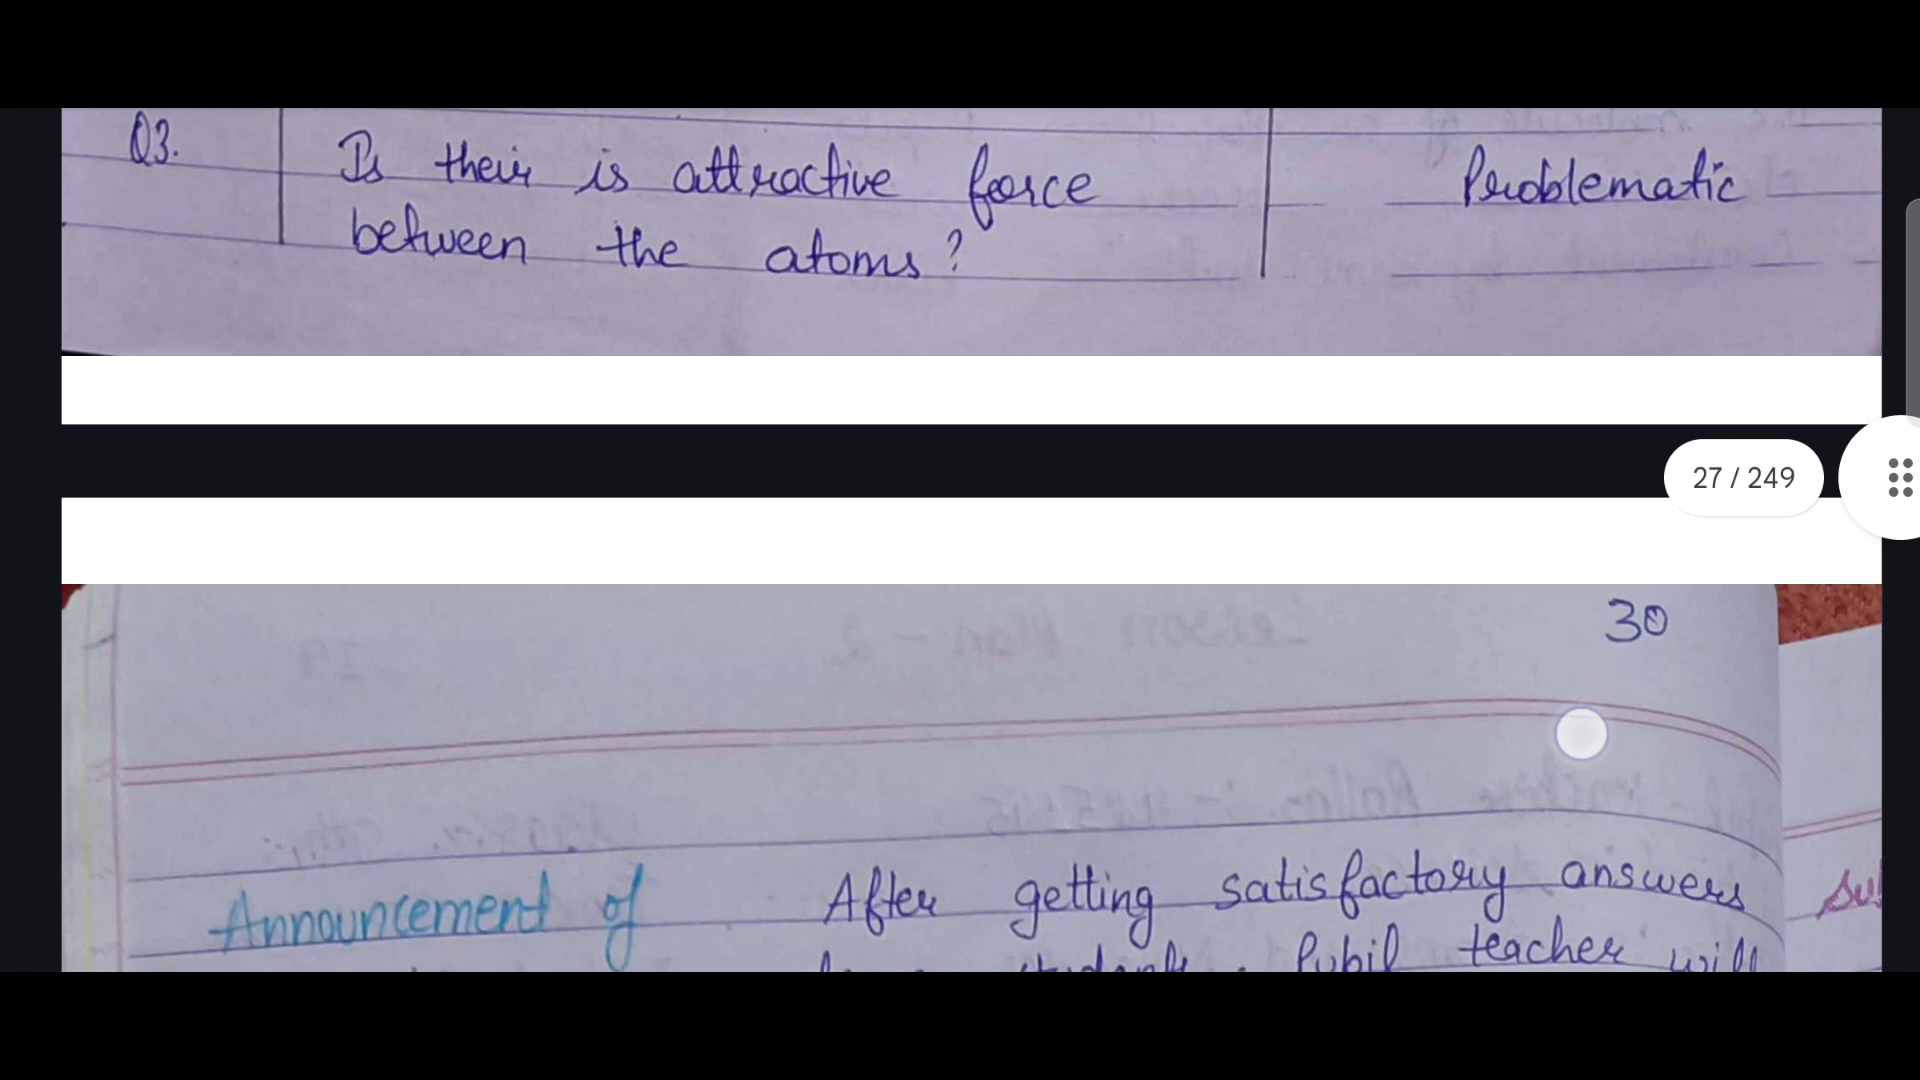 Q3. Is their is attractive force Problematic
between the atoms?
27 / 249
30
Announcement of After getting satisfactory answers
teacher will